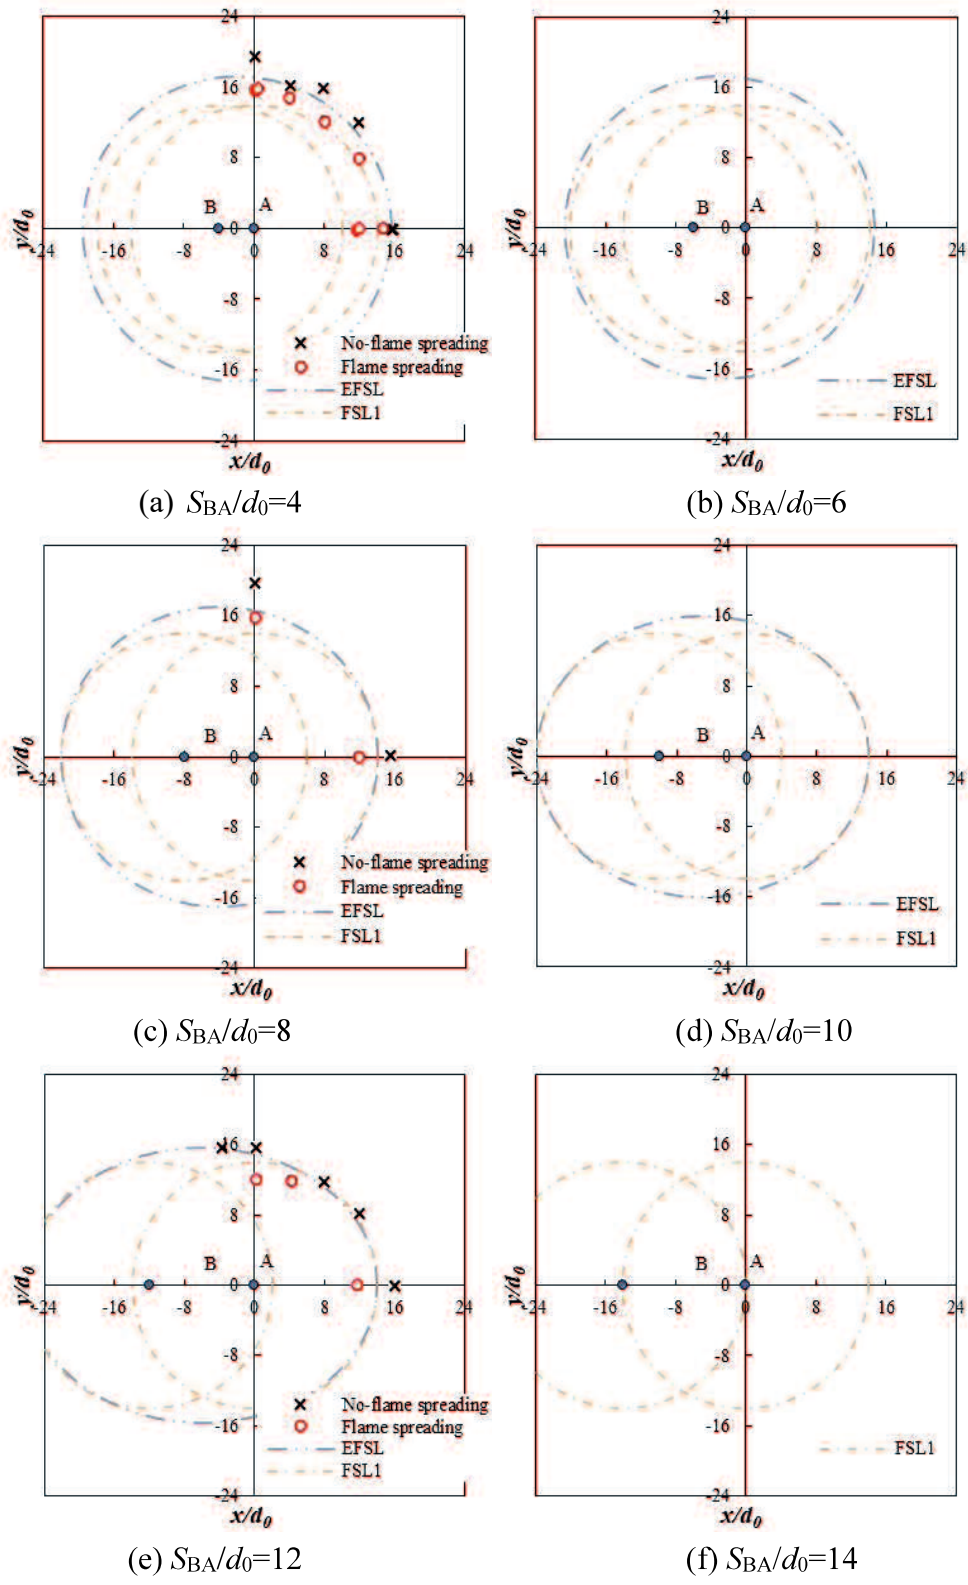 24
16
8
B
A
0
y/d0
-24
-16
-8
0
8
16
24
-8
No-flame spreading
-16
Flame spreading
EFSL
FSL1
-24
x/d0
(a) SBA/d0=4
24
16
8
B
A
0
y/d0
-24
-16
-8
0
8
16
24
-8
-16
EFSL
FSL1
-24
x/d0
(b) SBA/d0=6
24
16
8
B
A
0
y/d0
-24
-16
-8
0
8
16
24
-8
No-flame spreading
Flame spreading
-16
EFSL
FSL1
-24
x/d0
(c) SBA/d0=8
24
16
8
B
A
0
y/d0
-24
-16
-8
0
8
16
24
-8
-16
EFSL
FSL1
-24
x/d0
(d) SBA/d0=10
24
16
8
B
A
0
y/d0
-24
-16
-8
0
8
16
24
-8
No-flame spreading
-16
Flame spreading
EFSL
FSL1
-24
x/d0
(e) SBA/d0=12
24
16
8
B
A
0
y/d0
-24
-16
-8
0
8
16
24
-8
-16
FSL1
-24
x/d0
(f) SBA/d0=14